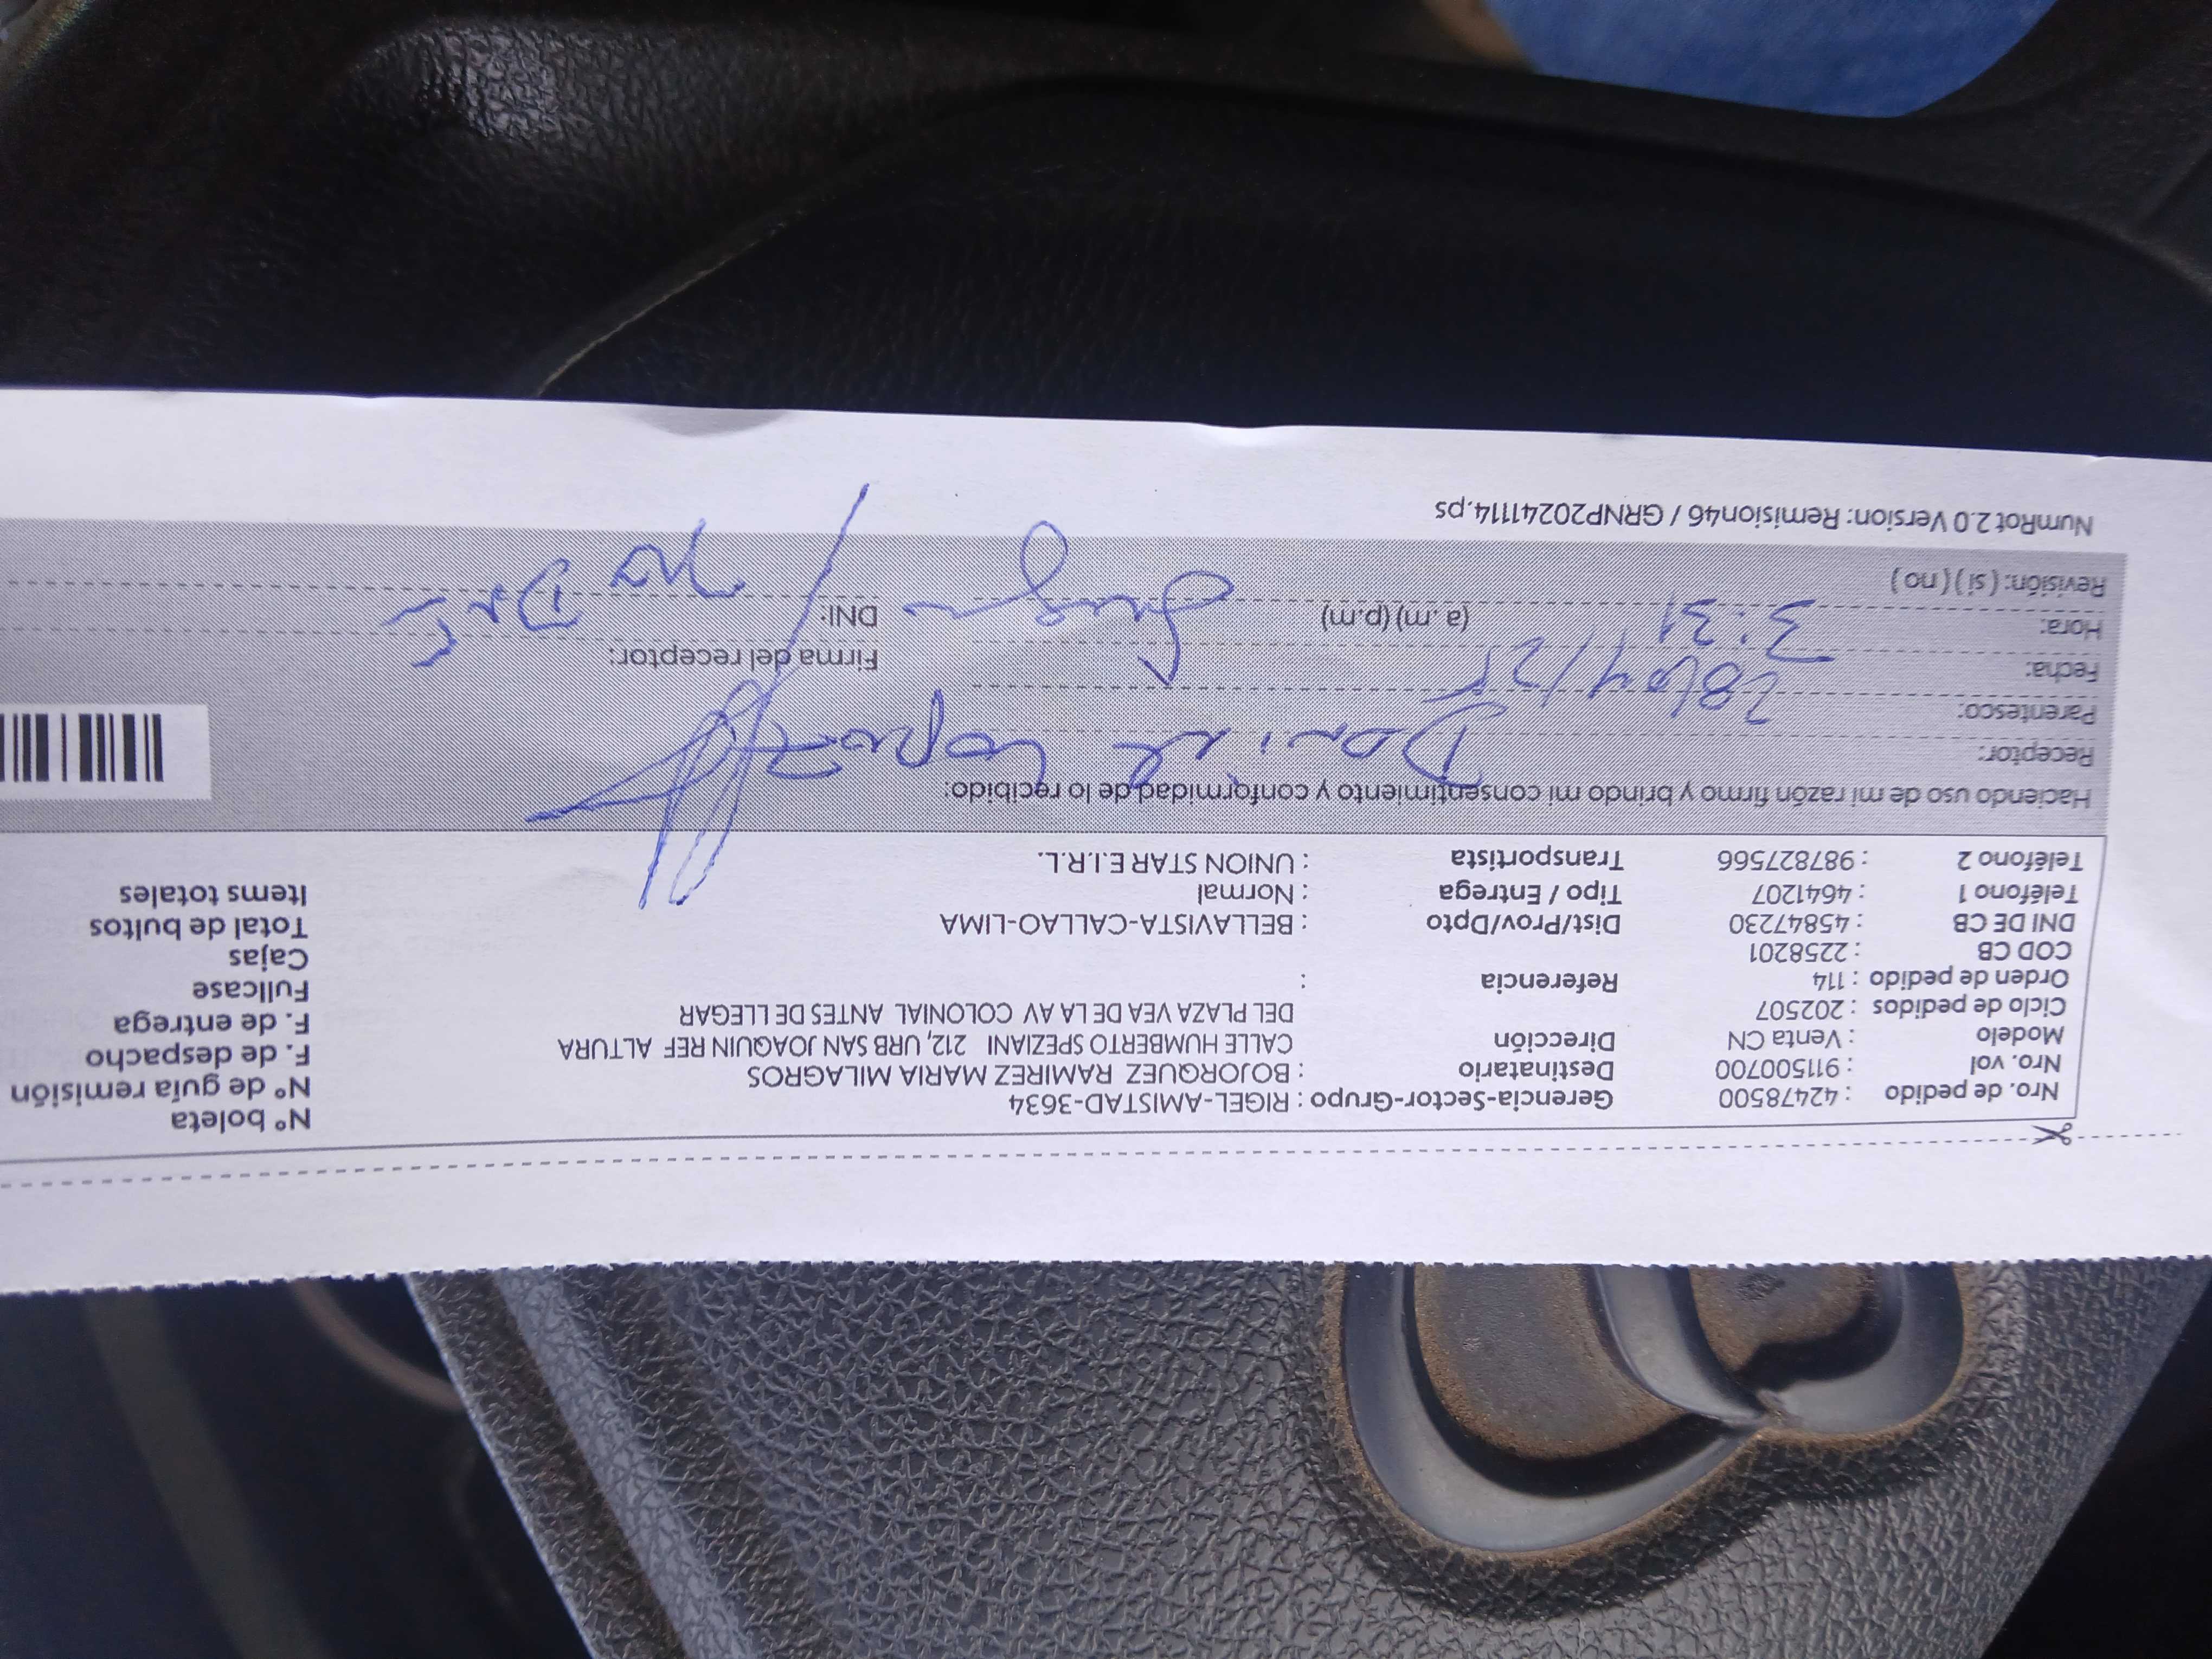 Nro. de pedido : 42478500 Gerencia-Sector-Grupo : RIGEL-AMISTAD-3634 N° boleta
Nro. vol : 911500700 Destinatario : BOJORQUEZ RAMIREZ MARIA MILAGROS N° de guía remisión
Modelo : Venta CN Dirección CALLE HUMBERTO SPEZIANI 212, URB SAN JOAQUIN REF ALTURA F. de despacho
Ciclo de pedidos : 202507 DEL PLAZA VEA DE LA AV COLONIAL ANTES DE LLEGAR F. de entrega
Orden de pedido : 114 Referencia : Fullcase
COD CB : 2258201 Cajas
DNI DE CB : 45847230 Dist/Prov/Dpto : BELLAVISTA-CALLAO-LIMA Total de bultos
Teléfono 1 : 4641207 Tipo / Entrega : Normal Items totales
Teléfono 2 : 987827566 Transportista : UNION STAR E.I.R.L.
Haciendo uso de mi razón firmo y brindo mi consentimiento y conformidad de lo recibido:
Receptor:
Parentesco:
Fecha: 28/04/25 Firma del receptor:
Hora: 3:31 (a. m) (p.m) DNI: No
Revisión: ( si ) ( no )
NumRot 2.0 Version: Remision46 / GRNP20241114.ps